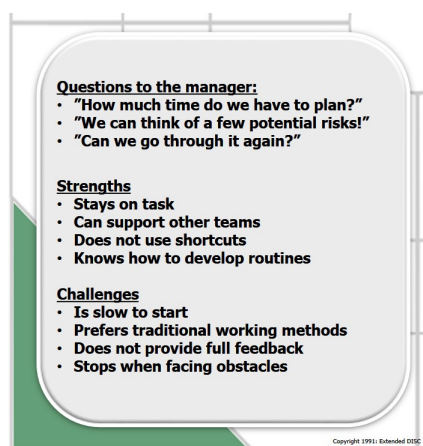 Questions to the manager:
• ”How much time do we have to plan?”
• ”We can think of a few potential risks!”
• ”Can we go through it again?”
Strengths
• Stays on task
• Can support other teams
• Does not use shortcuts
• Knows how to develop routines
Challenges
• Is slow to start
• Prefers traditional working methods
• Does not provide full feedback
• Stops when facing obstacles
Copyright 1991: Extended DISC